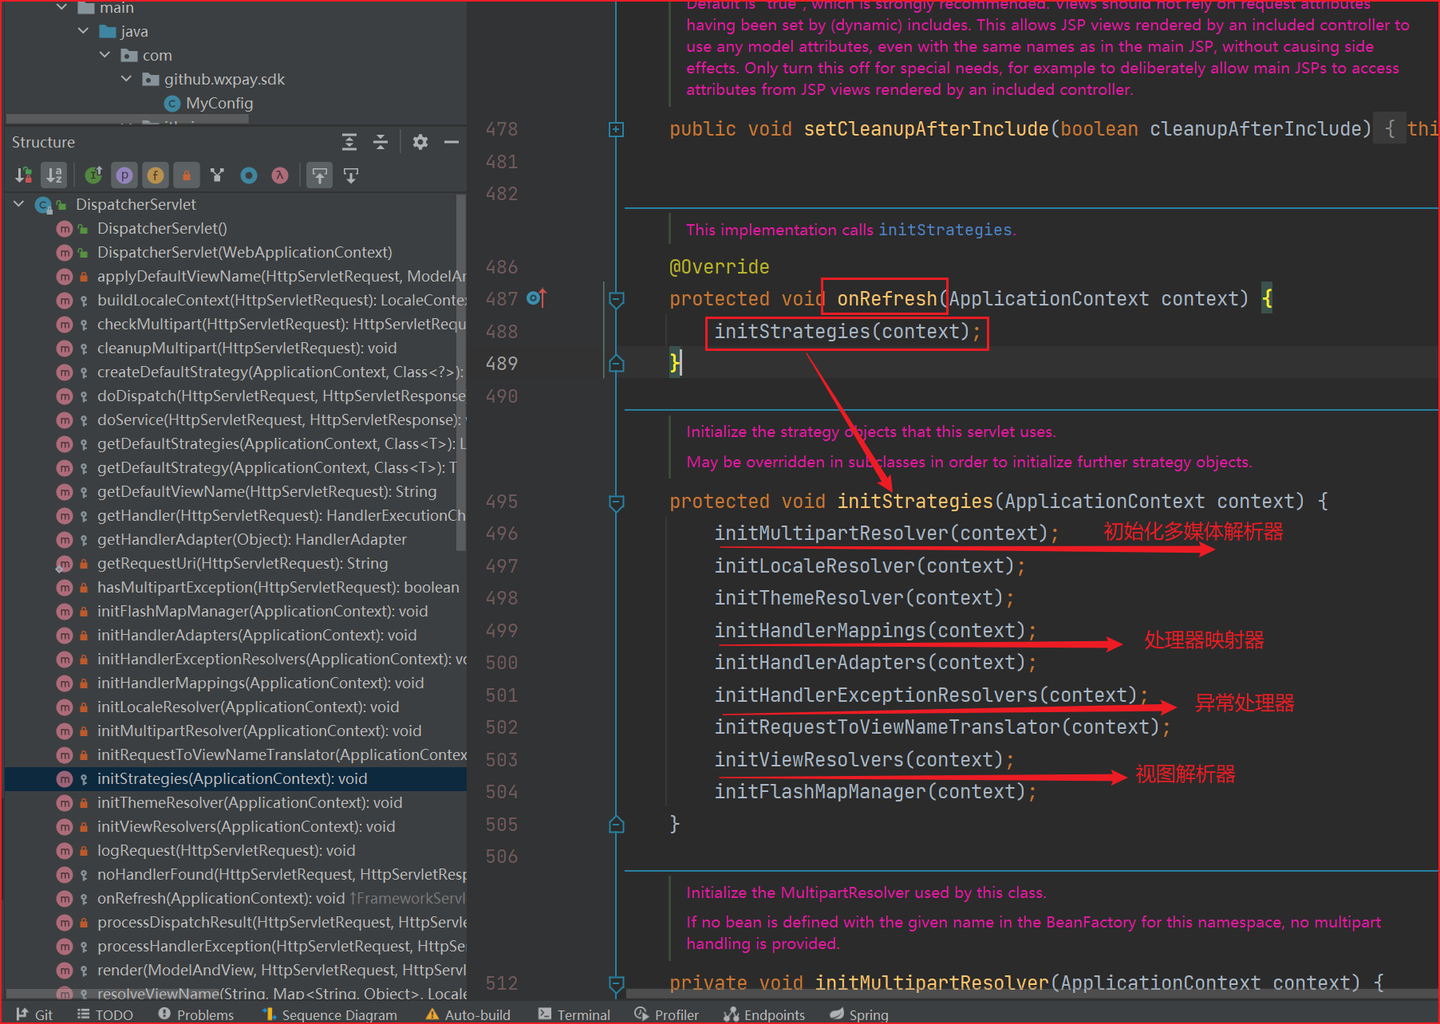 main
java
com
github.wxpay.sdk
MyConfig
Structure
DispatcherServlet
DispatcherServlet()
DispatcherServlet(WebApplicationContext)
applyDefaultViewName(HttpServletRequest, ModelAn
buildLocaleContext(HttpServletRequest): LocaleConte
checkMultipart(HttpServletRequest): HttpServletRequ
cleanupMultipart(HttpServletRequest): void
createDefaultStrategy(ApplicationContext, Class<?>):
doDispatch(HttpServletRequest, HttpServletResponse
doService(HttpServletRequest, HttpServletResponse):
getDefaultStrategies(ApplicationContext, Class<T>): L
getDefaultStrategy(ApplicationContext, Class<T>): T
getDefaultViewName(HttpServletRequest): String
getHandler(HttpServletRequest): HandlerExecutionCh
getHandlerAdapter(Object): HandlerAdapter
getRequestUri(HttpServletRequest): String
hasMultipartException(HttpServletRequest): boolean
initFlashMapManager(ApplicationContext): void
initHandlerAdapters(ApplicationContext): void
initHandlerExceptionResolvers(ApplicationContext): vo
initHandlerMappings(ApplicationContext): void
initLocaleResolver(ApplicationContext): void
initMultipartResolver(ApplicationContext): void
initRequestToViewNameTranslator(ApplicationContex
initStrategies(ApplicationContext): void
initThemeResolver(ApplicationContext): void
initViewResolvers(ApplicationContext): void
logRequest(HttpServletRequest): void
noHandlerFound(HttpServletRequest, HttpServletResp
onRefresh(ApplicationContext): void ↑FrameworkServl
processDispatchResult(HttpServletRequest, HttpServle
processHandlerException(HttpServletRequest, HttpSe
render(ModelAndView, HttpServletRequest, HttpServl
resolveViewName(String, Map<String, Object>, Locale
Default is "true", which is strongly recommended. Views should not rely on request attributes
having been set by (dynamic) includes. This allows JSP views rendered by an included controller to
use any model attributes, even with the same names as in the main JSP, without causing side
effects. Only turn this off for special needs, for example to deliberately allow main JSPs to access
attributes from JSP views rendered by an included controller.
478 public void setCleanupAfterInclude(boolean cleanupAfterInclude) { thi
481
482
This implementation calls initStrategies.
486 @Override
487 protected void onRefresh(ApplicationContext context) {
488 initStrategies(context);
489 }
490
Initialize the strategy objects that this servlet uses.
May be overridden in subclasses in order to initialize further strategy objects.
495 protected void initStrategies(ApplicationContext context) {
496 initMultipartResolver(context); 初始化多媒体解析器
497 initLocaleResolver(context);
498 initThemeResolver(context);
499 initHandlerMappings(context); 处理器映射器
500 initHandlerAdapters(context);
501 initHandlerExceptionResolvers(context); 异常处理器
502 initRequestToViewNameTranslator(context);
503 initViewResolvers(context); 视图解析器
504 initFlashMapManager(context);
505 }
506
Initialize the MultipartResolver used by this class.
If no bean is defined with the given name in the BeanFactory for this namespace, no multipart
handling is provided.
512 private void initMultipartResolver(ApplicationContext context) {
Git TODO Problems Sequence Diagram Auto-build Terminal Profiler Endpoints Spring